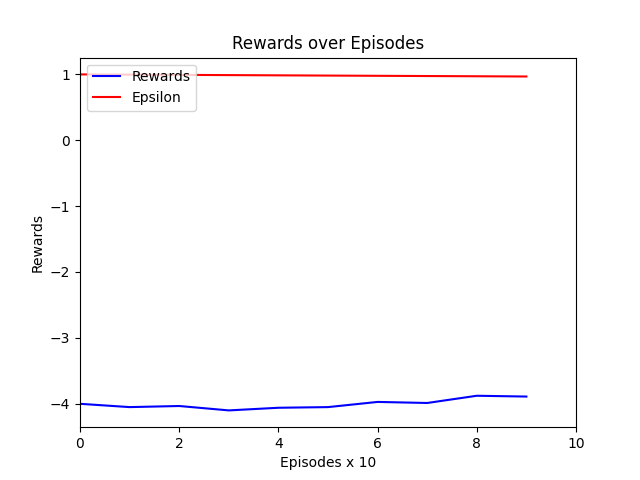 Rewards over Episodes
Rewards
Epsilon
1
0
−1
−2
−3
−4
Rewards
0 2 4 6 8 10
Episodes x 10